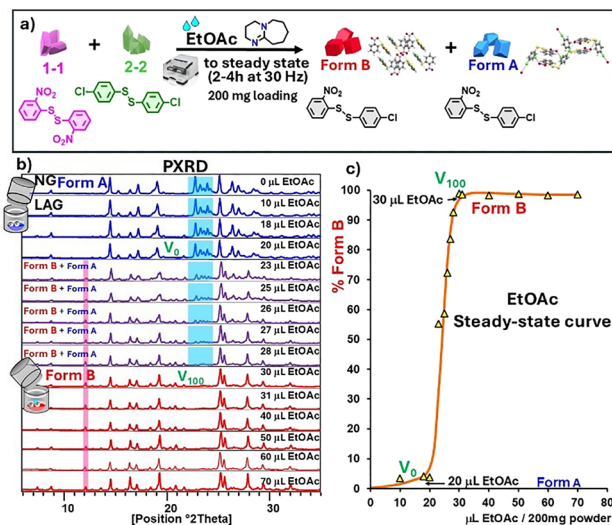 a)
1-1
+
2-2
EtOAc
to steady state
(2-4h at 30 Hz)
200 mg loading
Form B
+
Form A
NO2
S
S
NO2
Cl
S
S
Cl
NO2
S
S
Cl
NO2
S
S
Cl
N
N
b)
PXRD
NG Form A
LAG
0 µL EtOAc
10 µL EtOAc
18 µL EtOAc
V0
20 µL EtOAc
Form B + Form A
23 µL EtOAc
Form B + Form A
25 µL EtOAc
Form B + Form A
26 µL EtOAc
Form B + Form A
27 µL EtOAc
Form B + Form A
28 µL EtOAc
Form B
V100
30 µL EtOAc
31 µL EtOAc
40 µL EtOAc
50 µL EtOAc
60 µL EtOAc
70 µL EtOAc
10
20
30
[Position °2Theta]
c)
% Form B
100
90
80
70
60
50
40
30
20
10
0
V100
30 µL EtOAc
Form B
EtOAc
Steady-state curve
V0
20 µL EtOAc
Form A
0 10 20 30 40 50 60 70 80
µL EtOAc / 200mg powder